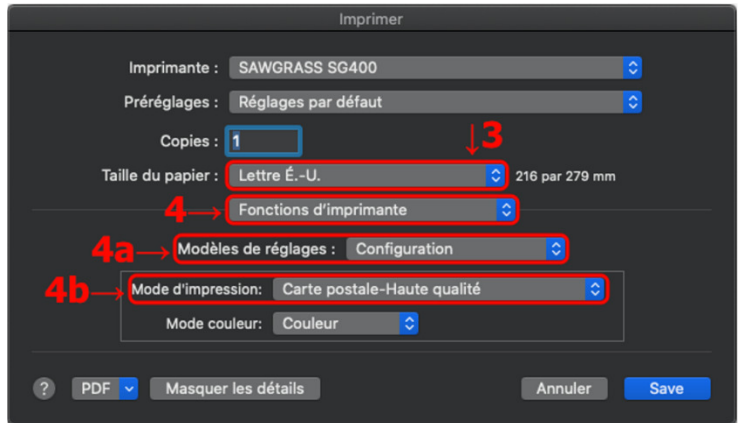 Imprimer
Imprimante : SAWGRASS SG400
Préréglages : Réglages par défaut
Copies : 1
↓3
Taille du papier : Lettre É.-U. 216 par 279 mm
4→ Fonctions d'imprimante
4a→ Modèles de réglages : Configuration
4b→ Mode d'impression: Carte postale-Haute qualité
Mode couleur: Couleur
? PDF Masquer les détails Annuler Save